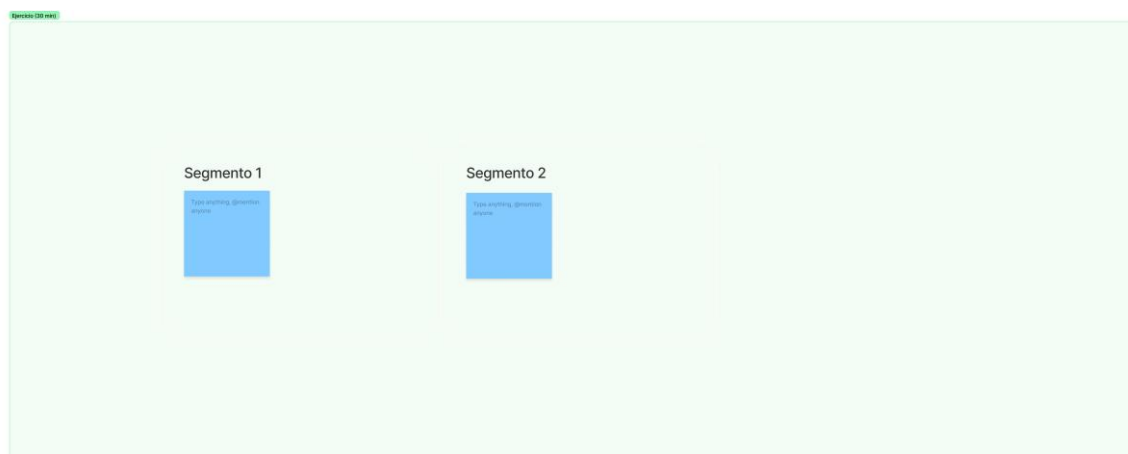 Ejercicio (30 min)
Segmento 1
Segmento 2
Type anything, @mention
anyone
Type anything, @mention
anyone